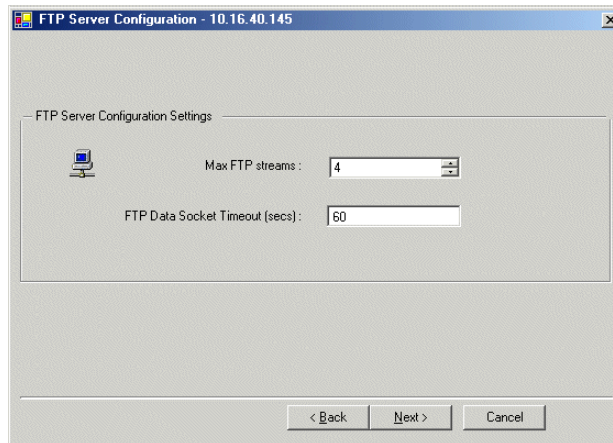 FTP Server Configuration - 10.16.40.145
FTP Server Configuration Settings
Max FTP streams : 4
FTP Data Socket Timeout (secs) : 60
< Back Next > Cancel